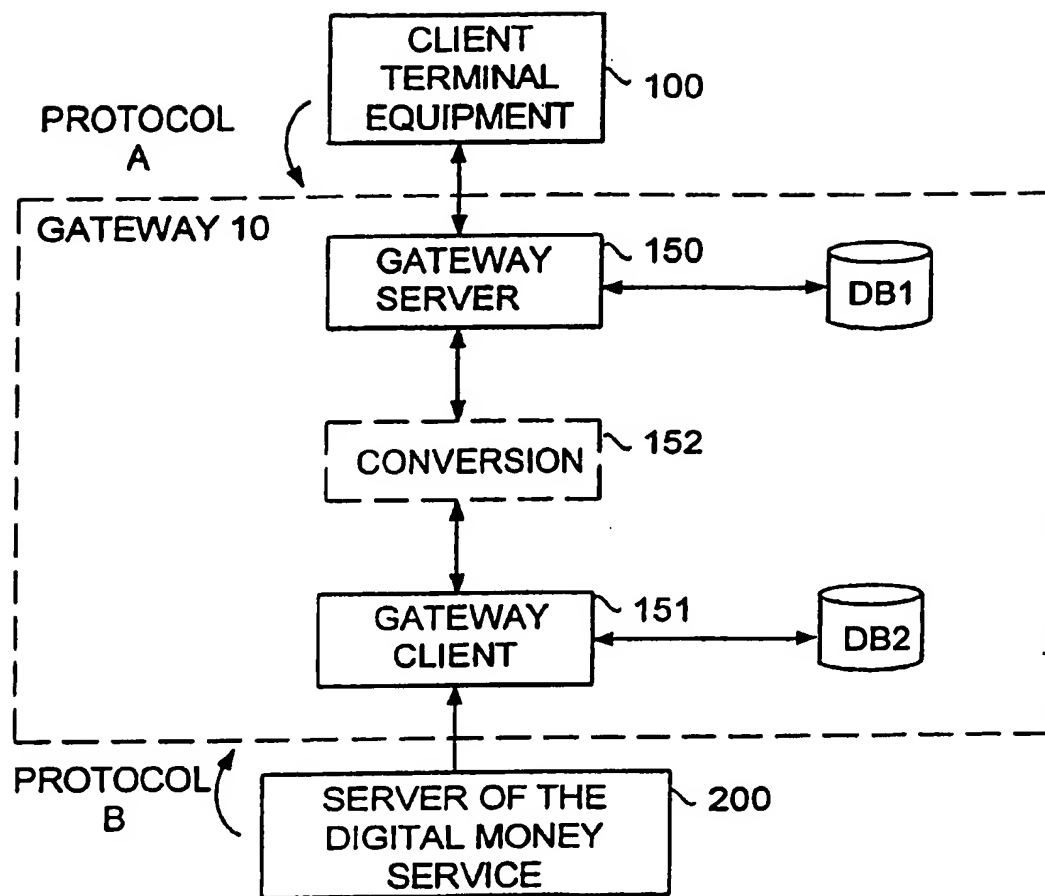 CLIENT
TERMINAL
EQUIPMENT
100
PROTOCOL
A
GATEWAY 10
GATEWAY
SERVER
150
DB1
CONVERSION
152
GATEWAY
CLIENT
151
DB2
PROTOCOL
B
SERVER OF THE
DIGITAL MONEY
SERVICE
200